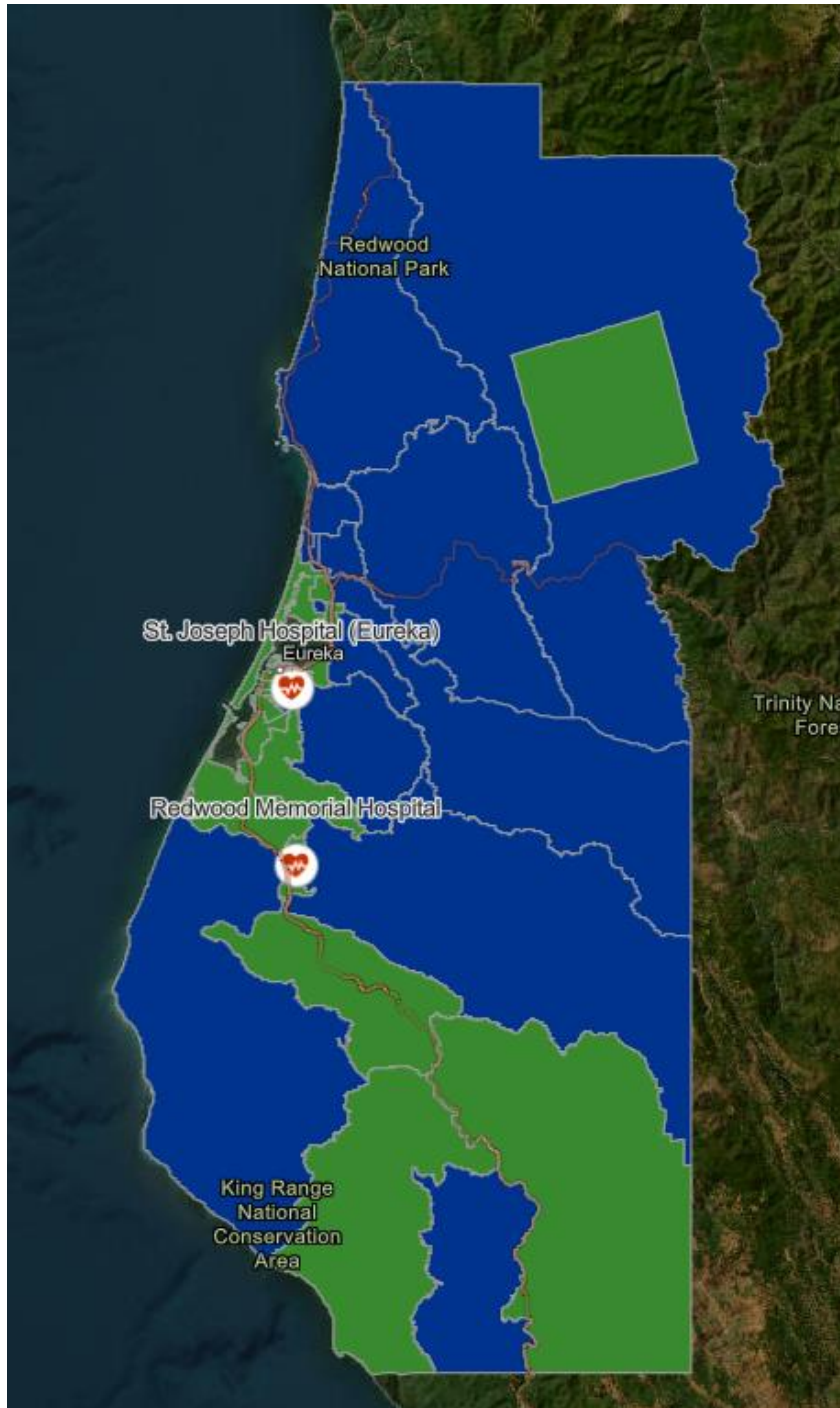 Redwood
National Park
St. Joseph Hospital (Eureka)
Eureka
Trinity Na
Fore
Redwood Memorial Hospital
King Range
National
Conservation
Area